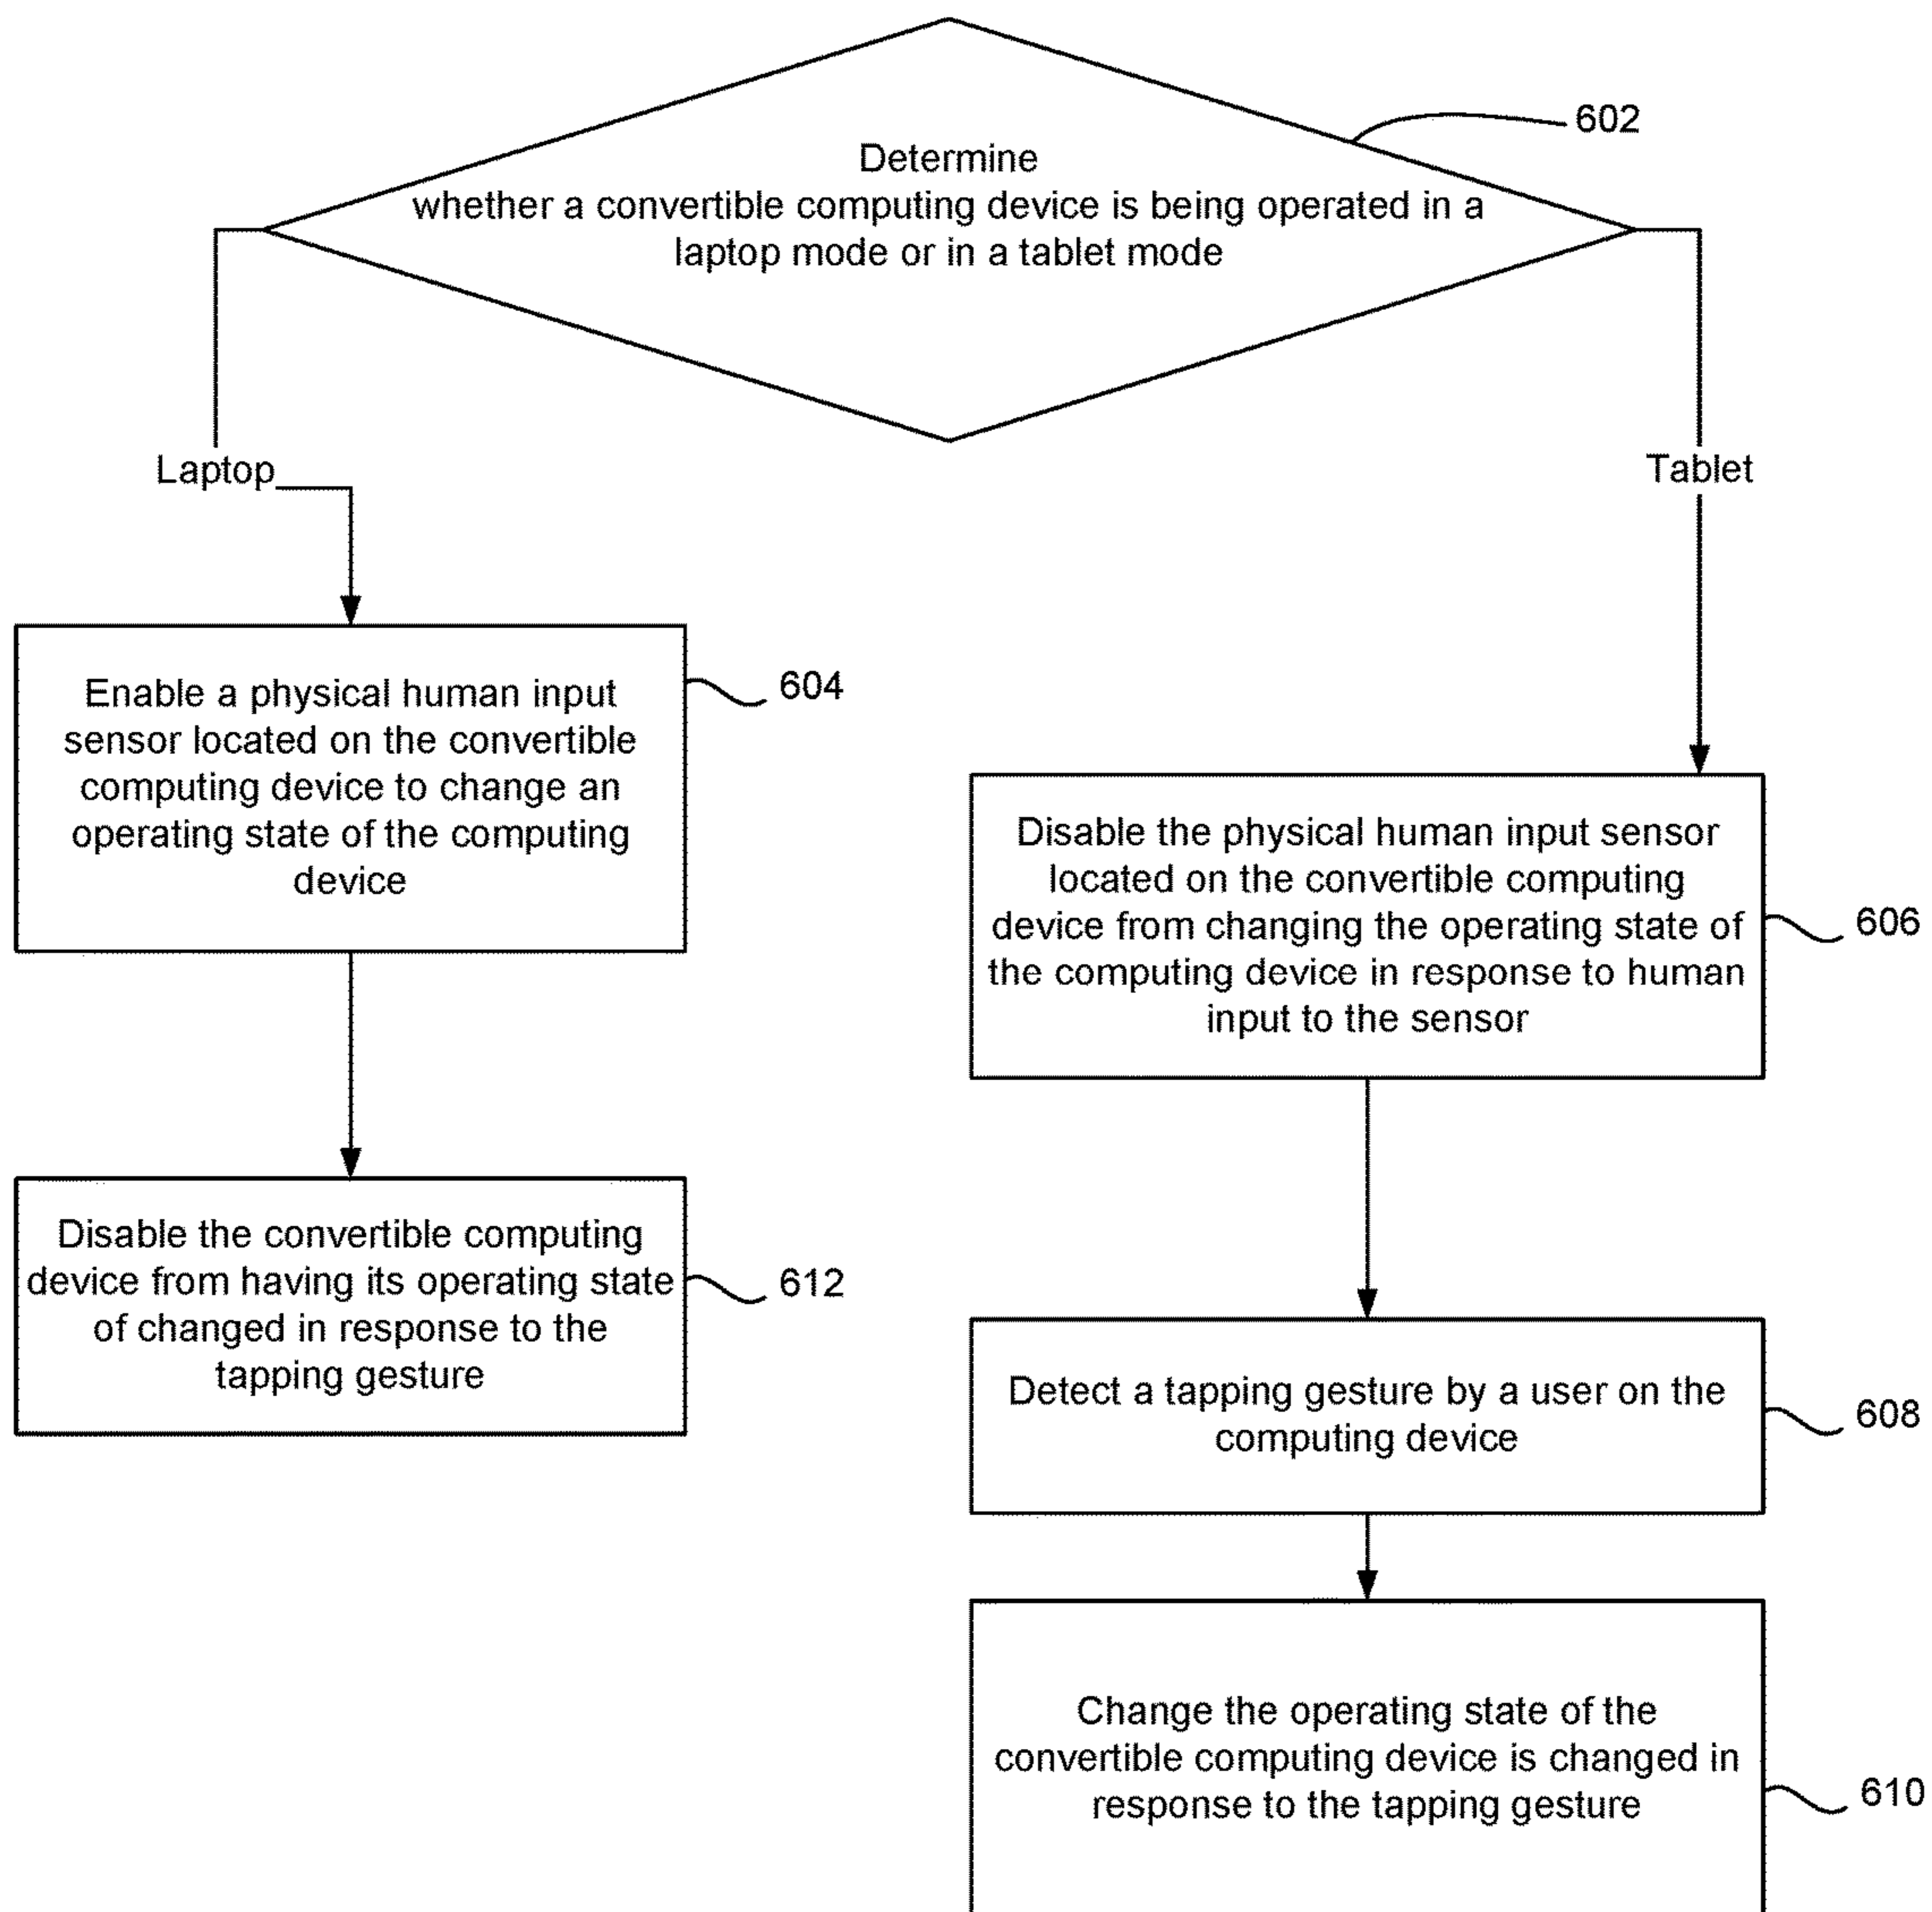 602
Determine
whether a convertible computing device is being operated in a
laptop mode or in a tablet mode
Laptop
Tablet
Enable a physical human input
sensor located on the convertible
computing device to change an
operating state of the computing
device
604
Disable the physical human input sensor
located on the convertible computing
device from changing the operating state of
the computing device in response to human
input to the sensor
606
Disable the convertible computing
device from having its operating state
of changed in response to the
tapping gesture
612
Detect a tapping gesture by a user on the
computing device
608
Change the operating state of the
convertible computing device is changed in
response to the tapping gesture
610